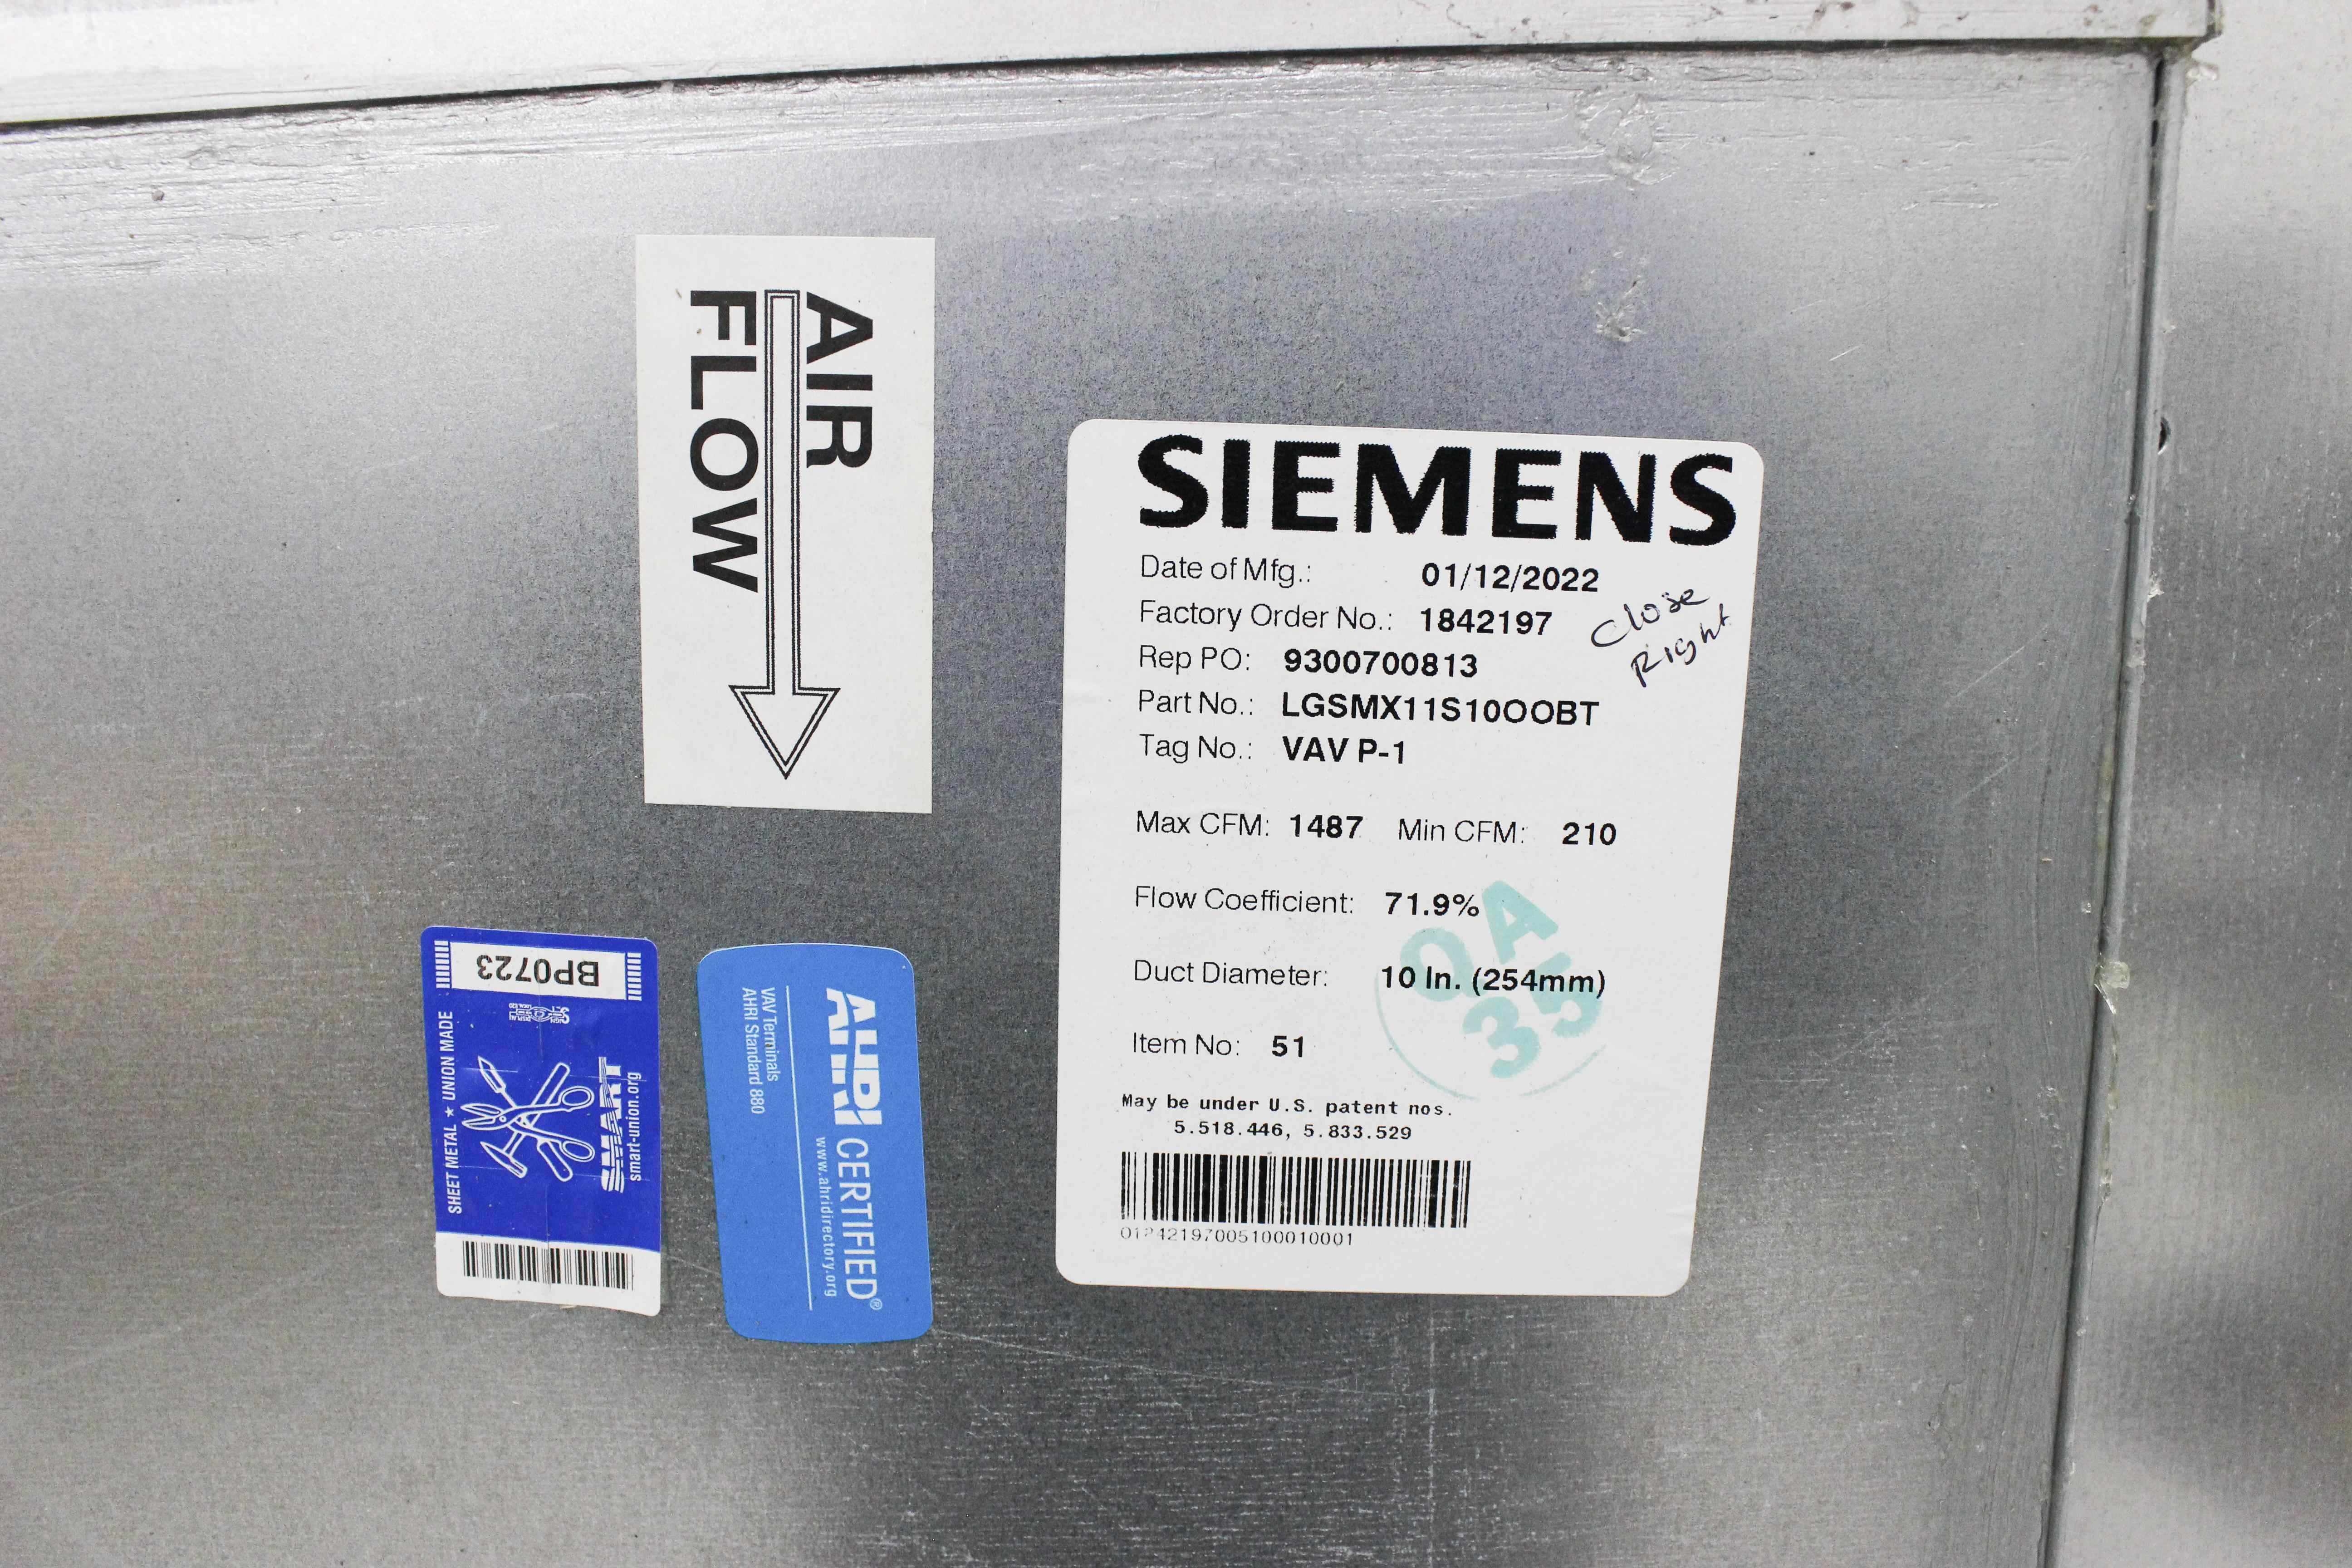 AIR
FLOW
SIEMENS
Date of Mfg.: 01/12/2022
Factory Order No.: 1842197
Close
Right
Rep PO: 9300700813
Part No.: LGSMX11S10OOBT
Tag No.: VAV P-1
Max CFM: 1487 Min CFM: 210
Flow Coefficient: 71.9%
Duct Diameter: 10 In. (254mm)
Item No: 51
May be under U.S. patent nos.
5.518.446, 5.833.529
QA
35
BP0723
SHEET METAL ★ UNION MADE
SMART
smart-union.org
AHRI CERTIFIED®
www.ahridirectory.org
VAV Terminals
AHRI Standard 880